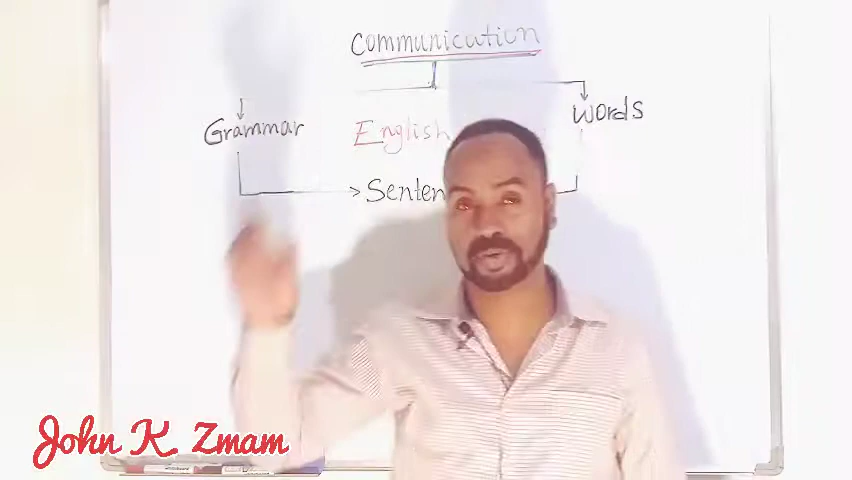 Communication
Grammar
English
Words
Senten
John K. Zmam